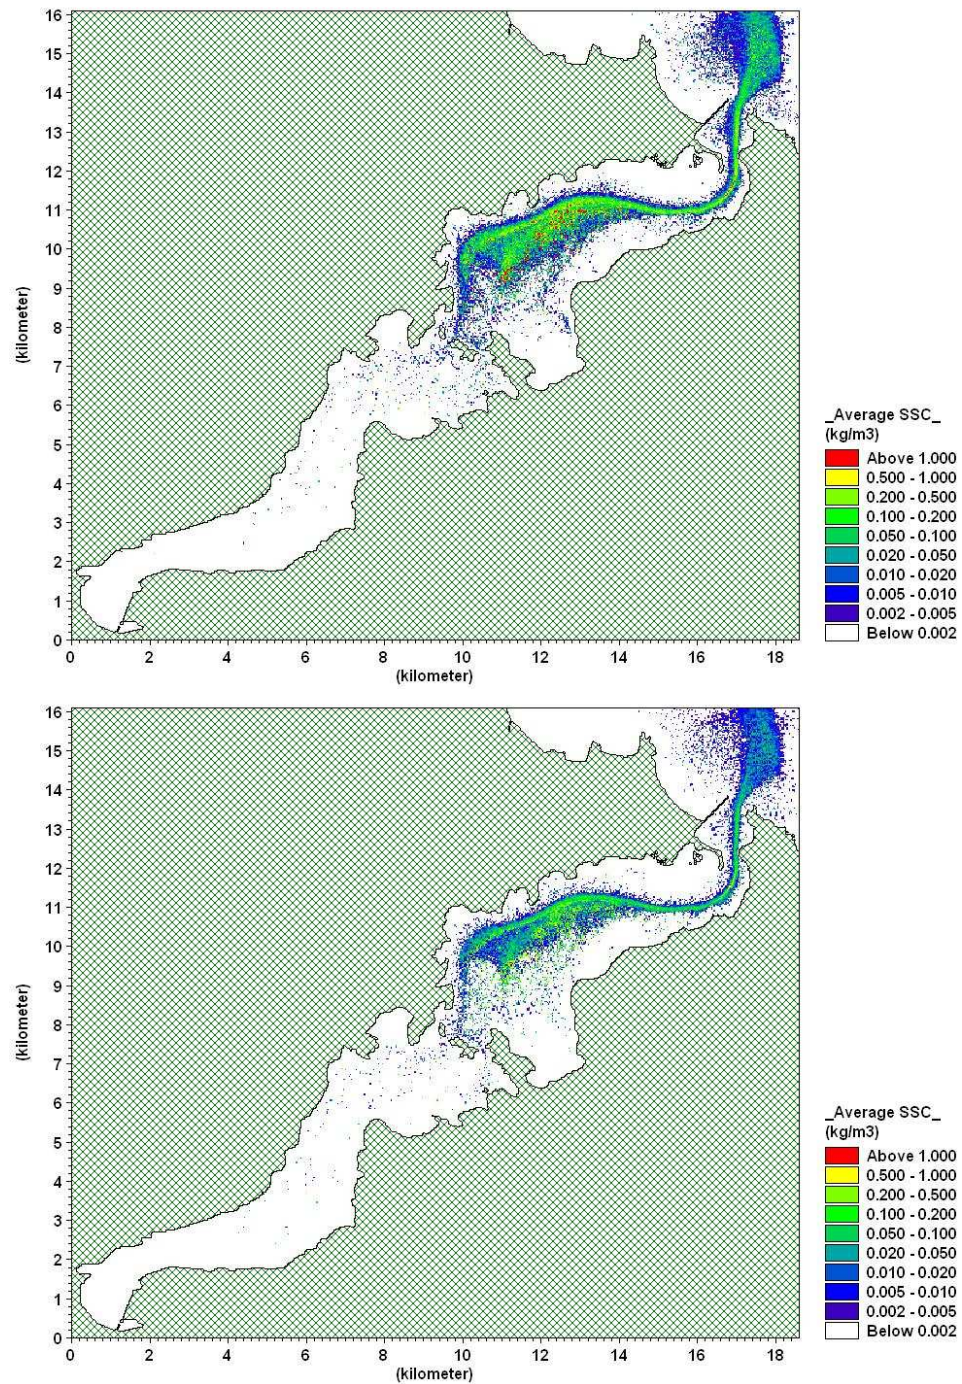 16
15
14
13
12
11
10
9
8
7
6
5
4
3
2
1
0
(kilometer)
0 2 4 6 8 10 12 14 16 18
(kilometer)
_Average SSC_
(kg/m3)
Above 1.000
0.500 - 1.000
0.200 - 0.500
0.100 - 0.200
0.050 - 0.100
0.020 - 0.050
0.010 - 0.020
0.005 - 0.010
0.002 - 0.005
Below 0.002
16
15
14
13
12
11
10
9
8
7
6
5
4
3
2
1
0
(kilometer)
0 2 4 6 8 10 12 14 16 18
(kilometer)
_Average SSC_
(kg/m3)
Above 1.000
0.500 - 1.000
0.200 - 0.500
0.100 - 0.200
0.050 - 0.100
0.020 - 0.050
0.010 - 0.020
0.005 - 0.010
0.002 - 0.005
Below 0.002